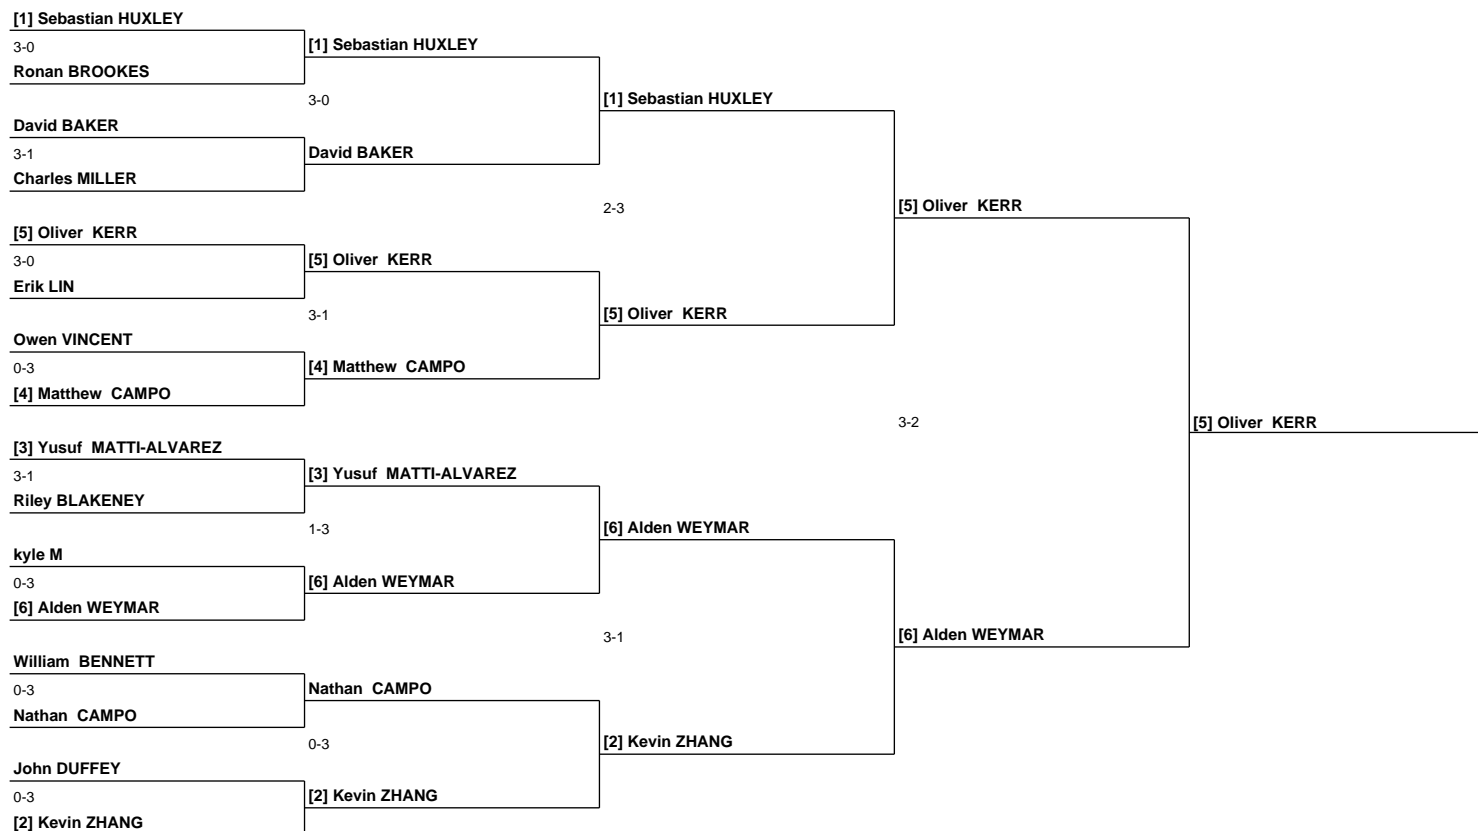 [1] Sebastian HUXLEY
3-0
Ronan BROOKES
David BAKER
3-1
Charles MILLER
[5] Oliver  KERR
3-0
Erik LIN
Owen VINCENT
0-3
[4] Matthew  CAMPO
[3] Yusuf  MATTI-ALVAREZ
3-1
Riley BLAKENEY
kyle M
0-3
[6] Alden WEYMAR
William  BENNETT
0-3
Nathan  CAMPO
John DUFFEY
0-3
[2] Kevin ZHANG
[1] Sebastian HUXLEY
3-0
David BAKER
[5] Oliver  KERR
3-1
[4] Matthew  CAMPO
[3] Yusuf  MATTI-ALVAREZ
1-3
[6] Alden WEYMAR
Nathan  CAMPO
0-3
[2] Kevin ZHANG
[1] Sebastian HUXLEY
2-3
[5] Oliver  KERR
[6] Alden WEYMAR
3-1
[2] Kevin ZHANG
[5] Oliver  KERR
3-2
[6] Alden WEYMAR
[5] Oliver  KERR